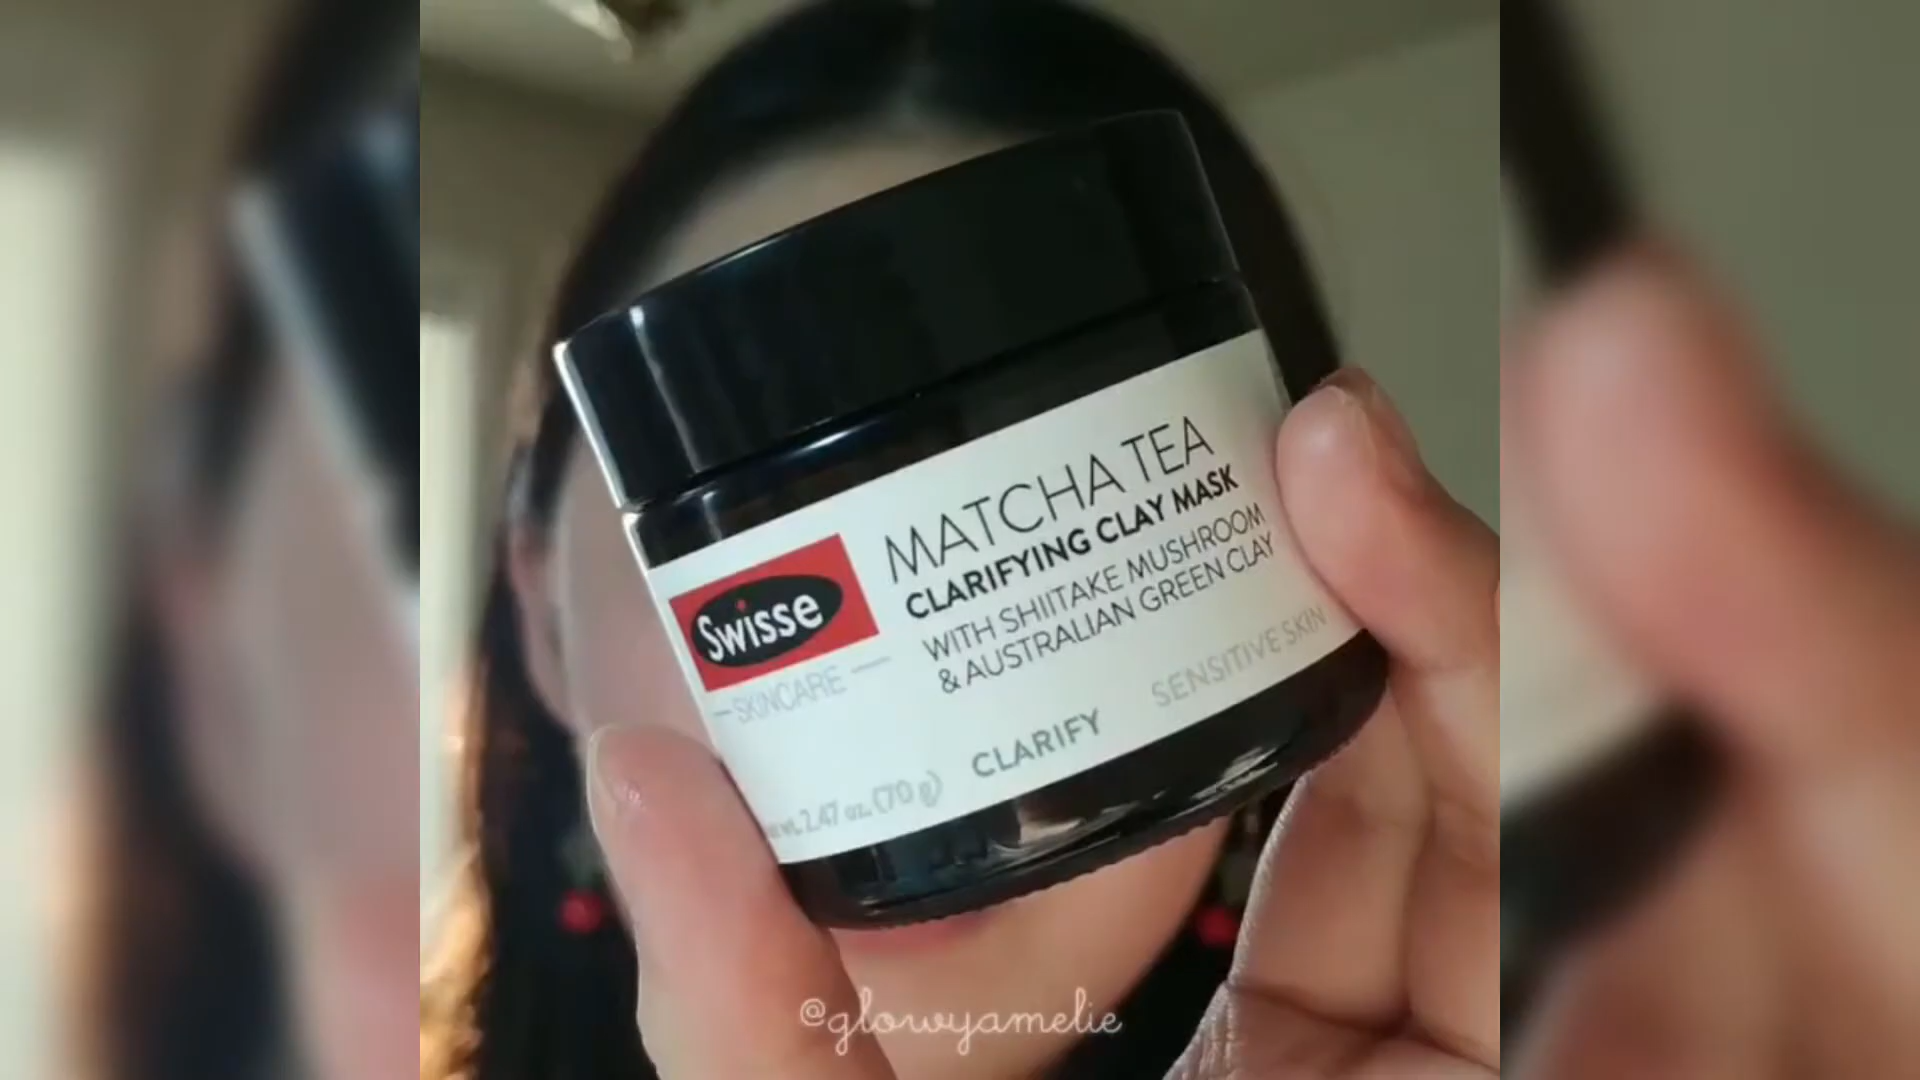 MATCHA TEA
CLARIFYING CLAY MASK
WITH SHIITAKE MUSHROOM
& AUSTRALIAN GREEN CLAY
Swisse
SKINCARE
CLARIFY
SENSITIVE SKIN
wt. 2.47 oz. (70 g)
@glowyamelie